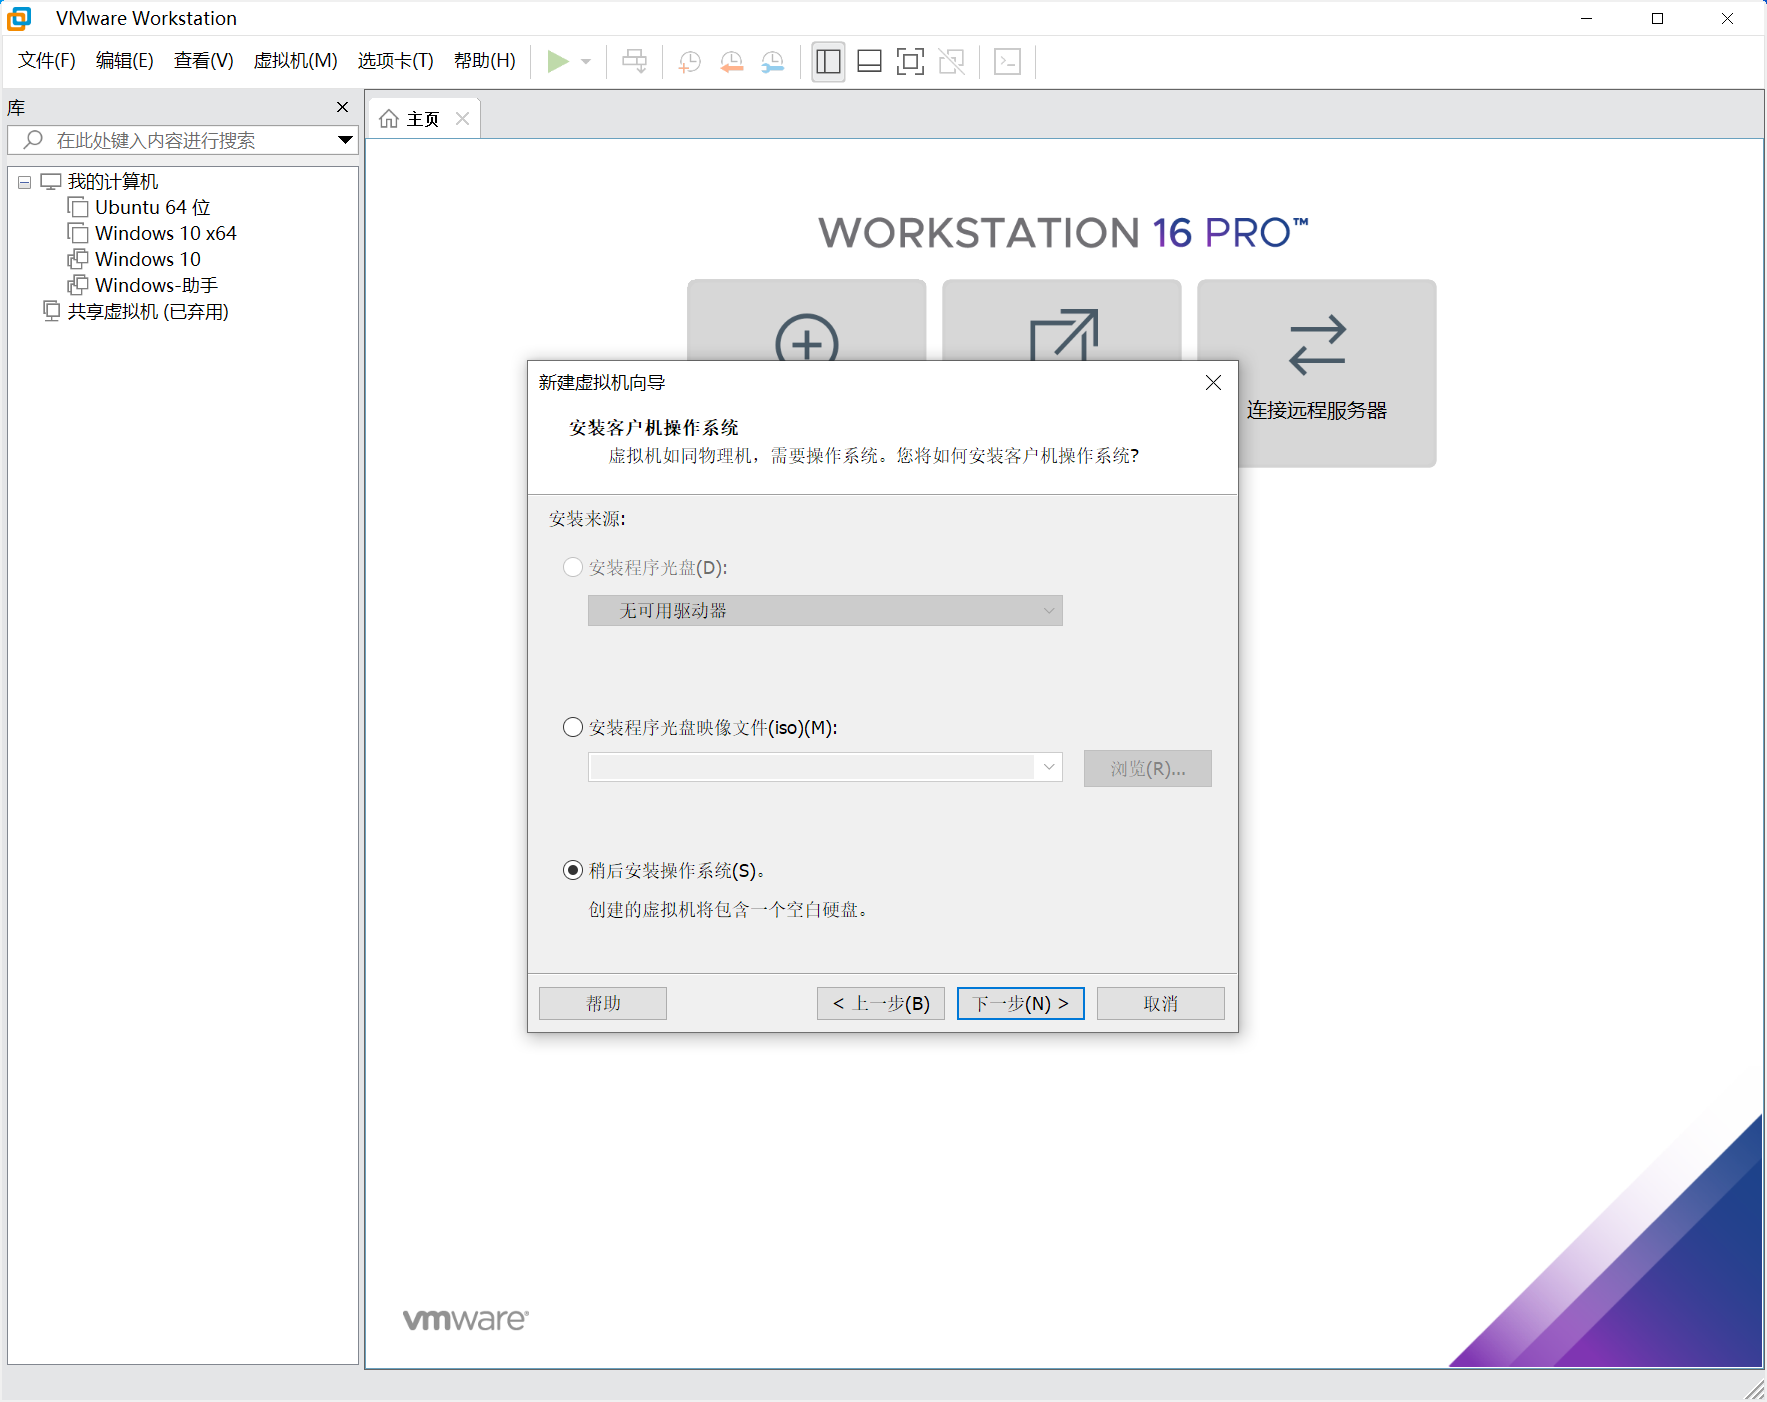 VMware Workstation
文件(F) 编辑(E) 查看(V) 虚拟机(M) 选项卡(T) 帮助(H)
库
在此处键入内容进行搜索
我的计算机
Ubuntu 64 位
Windows 10 x64
Windows 10
Windows-助手
共享虚拟机 (已弃用)
主页
WORKSTATION 16 PRO™
连接远程服务器
新建虚拟机向导
安装客户机操作系统
虚拟机如同物理机，需要操作系统。您将如何安装客户机操作系统?
安装来源:
安装程序光盘(D):
无可用驱动器
安装程序光盘映像文件(iso)(M):
浏览(R)...
稍后安装操作系统(S)。
创建的虚拟机将包含一个空白硬盘。
帮助 < 上一步(B) 下一步(N) > 取消
vmware®